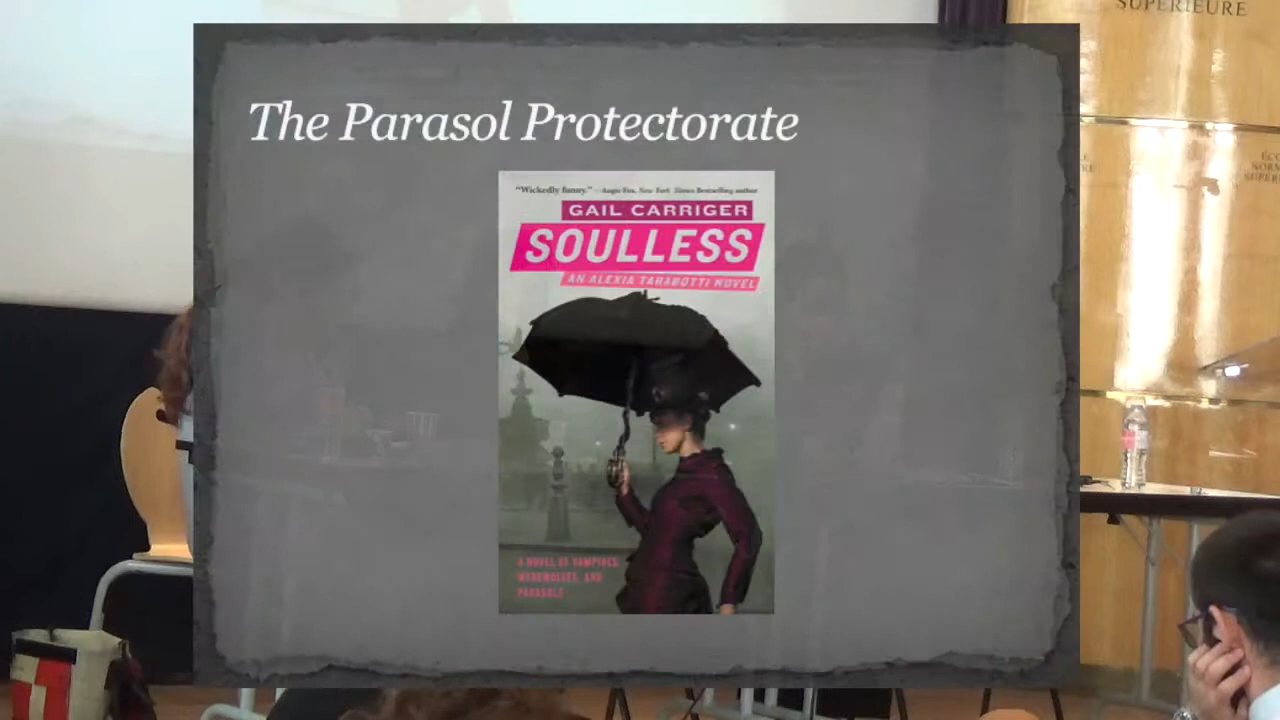 SUPERIEURE
The Parasol Protectorate
"Wickedly funny." —Angie Fox, New York Times Bestselling author
GAIL CARRIGER
SOULLESS
AN ALEXIA TARABOTTI NOVEL
A NOVEL OF VAMPIRES,
WEREWOLVES, AND
PARASOLS